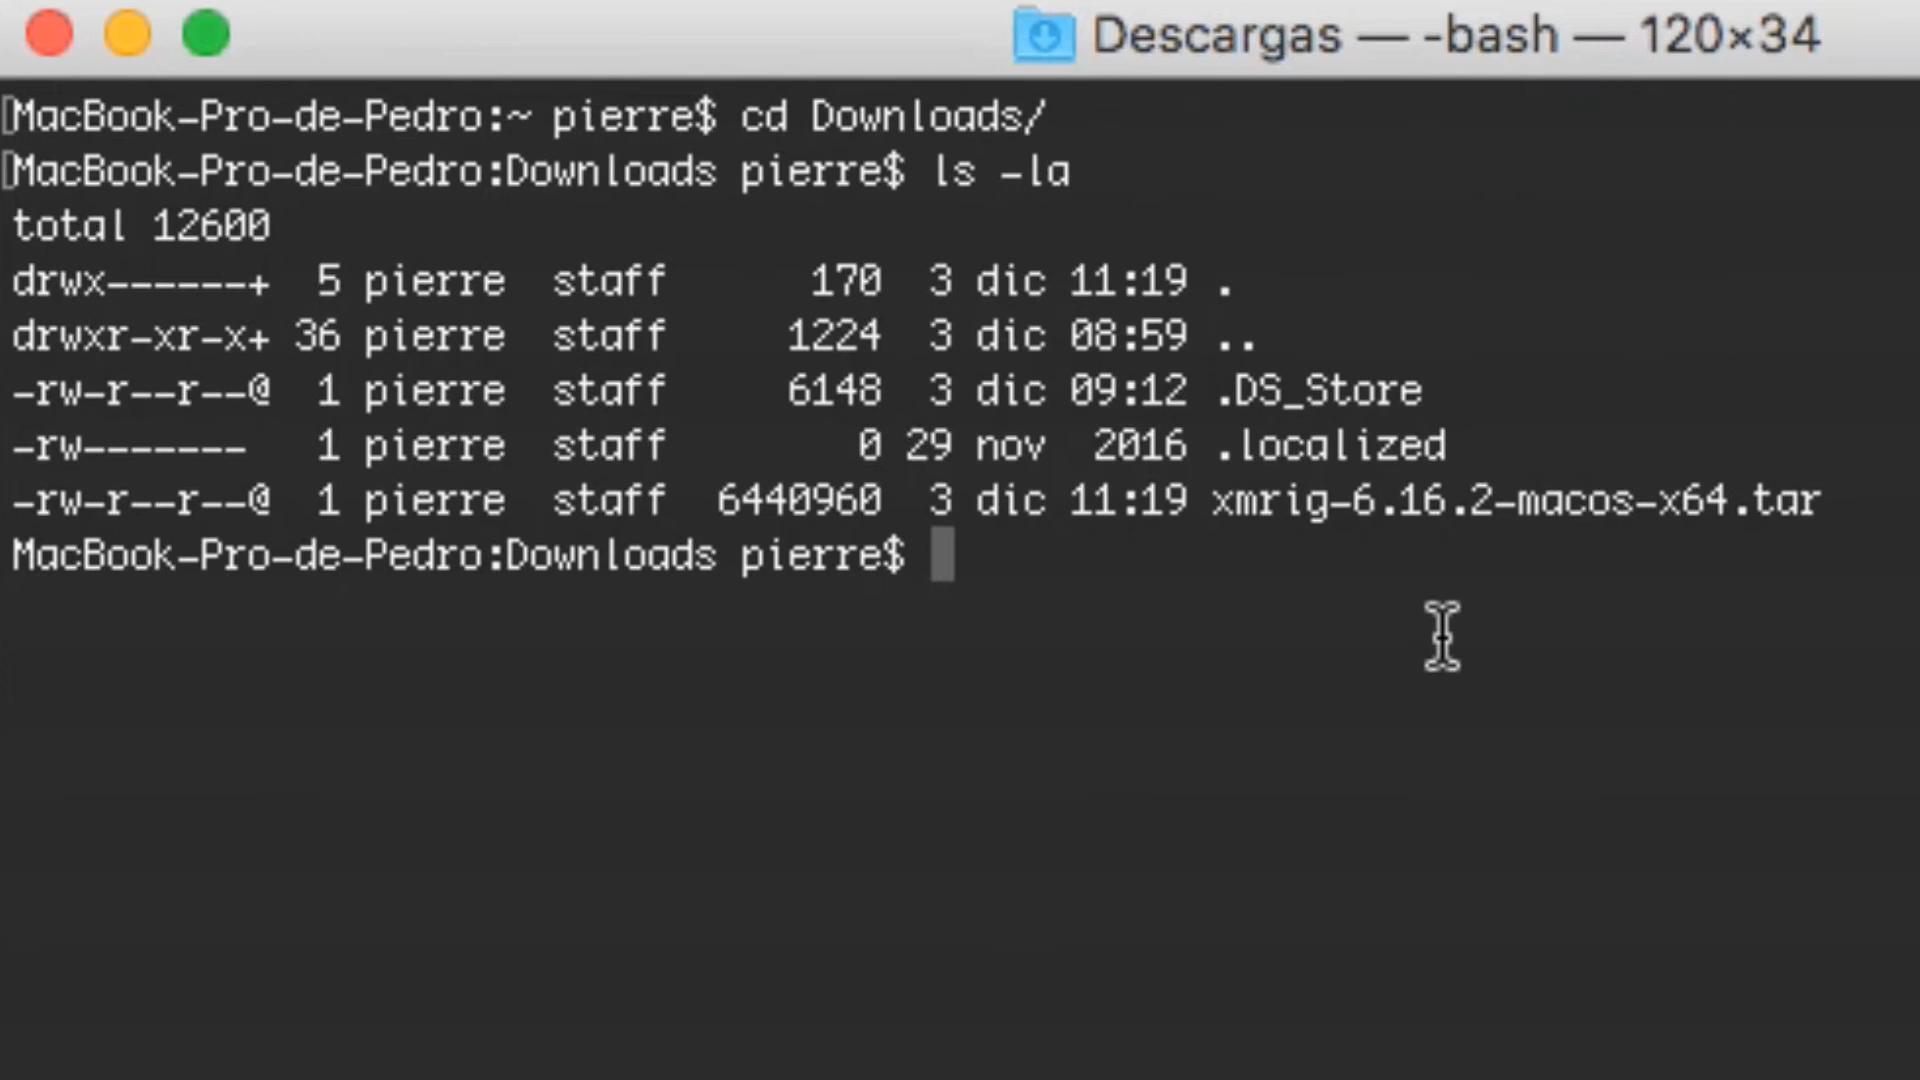 Descargas — -bash — 120×34
MacBook-Pro-de-Pedro:~ pierre$ cd Downloads/
MacBook-Pro-de-Pedro:Downloads pierre$ ls -la
total 12600
drwx------+  5 pierre  staff      170  3 dic 11:19 .
drwxr-xr-x+ 36 pierre  staff     1224  3 dic 08:59 ..
-rw-r--r--@  1 pierre  staff     6148  3 dic 09:12 .DS_Store
-rw-------   1 pierre  staff        0 29 nov  2016 .localized
-rw-r--r--@  1 pierre  staff  6440960  3 dic 11:19 xmrig-6.16.2-macos-x64.tar
MacBook-Pro-de-Pedro:Downloads pierre$